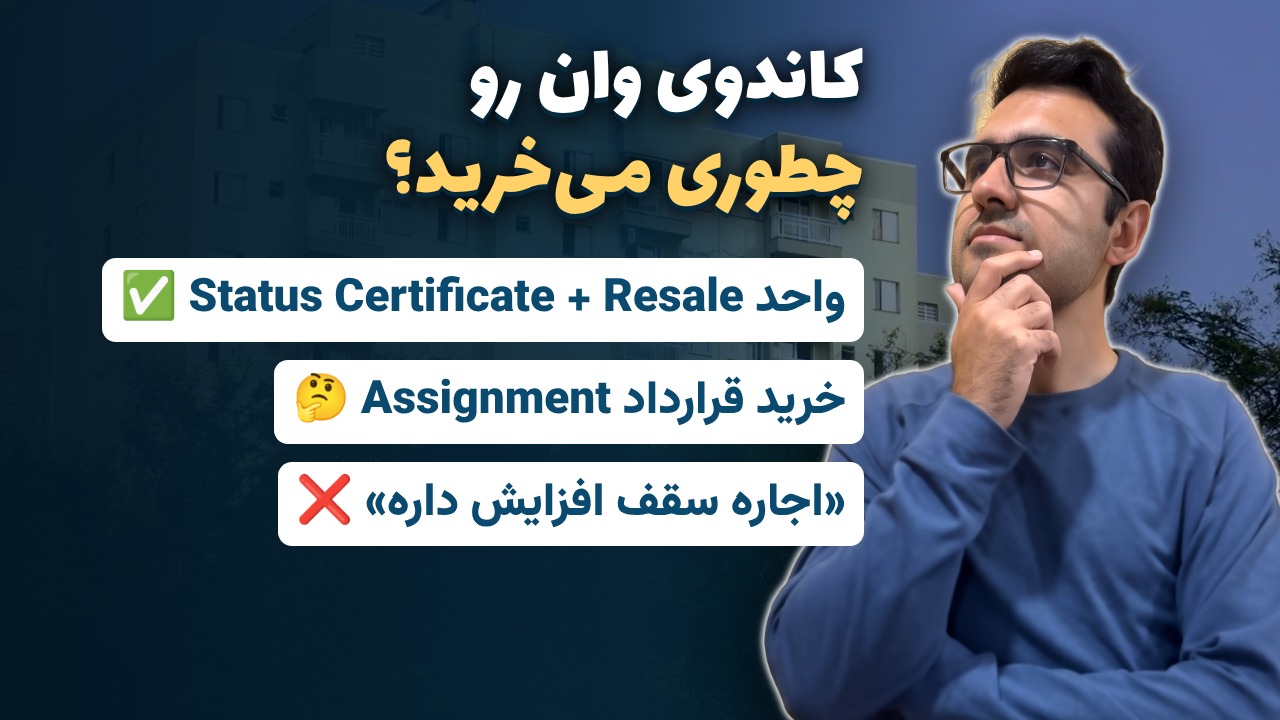 کاندوی وان رو
چطوری می‌خرید؟
واحد Status Certificate + Resale ✅
خرید قرارداد Assignment 🤔
«اجاره سقف افزایش داره» ❌